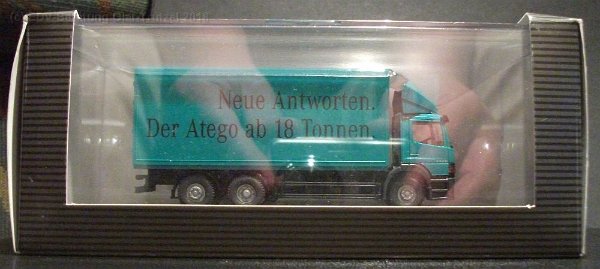 Neue Antworten.
Der Atego ab 18 Tonnen.